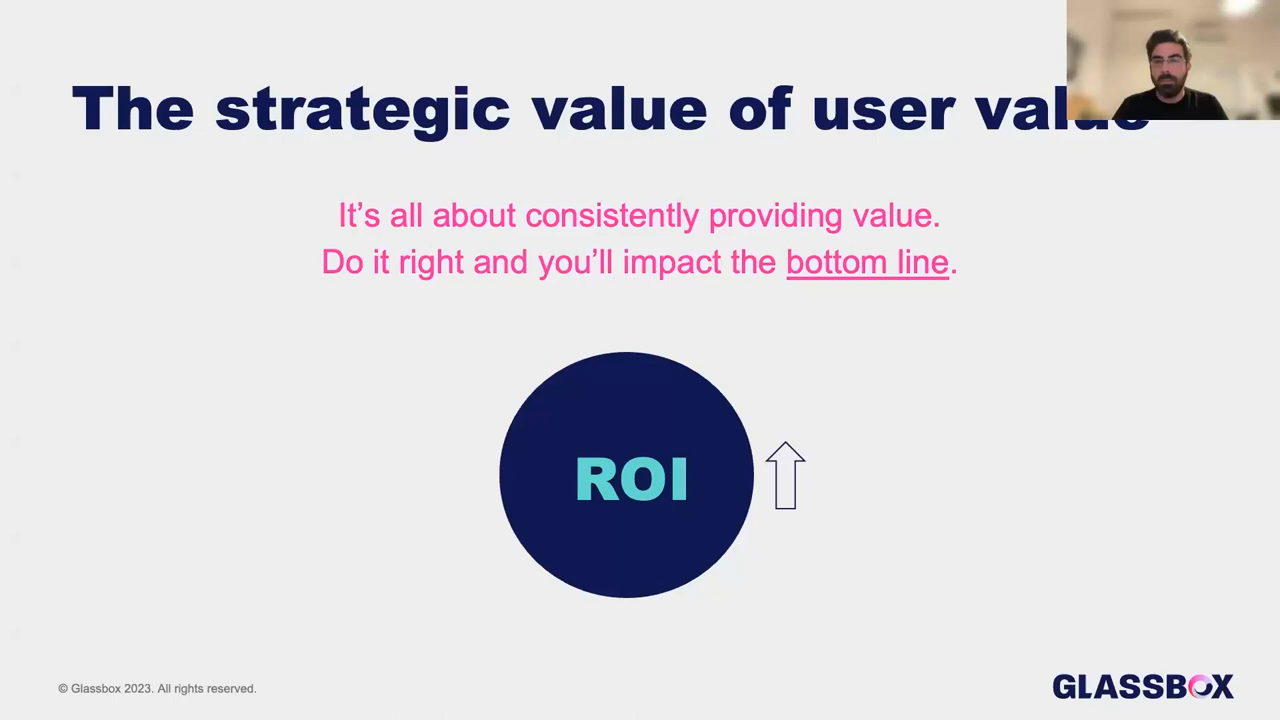 The strategic value of user value
It's all about consistently providing value.
Do it right and you'll impact the bottom line.
ROI
© Glassbox 2023. All rights reserved.
GLASSBOX